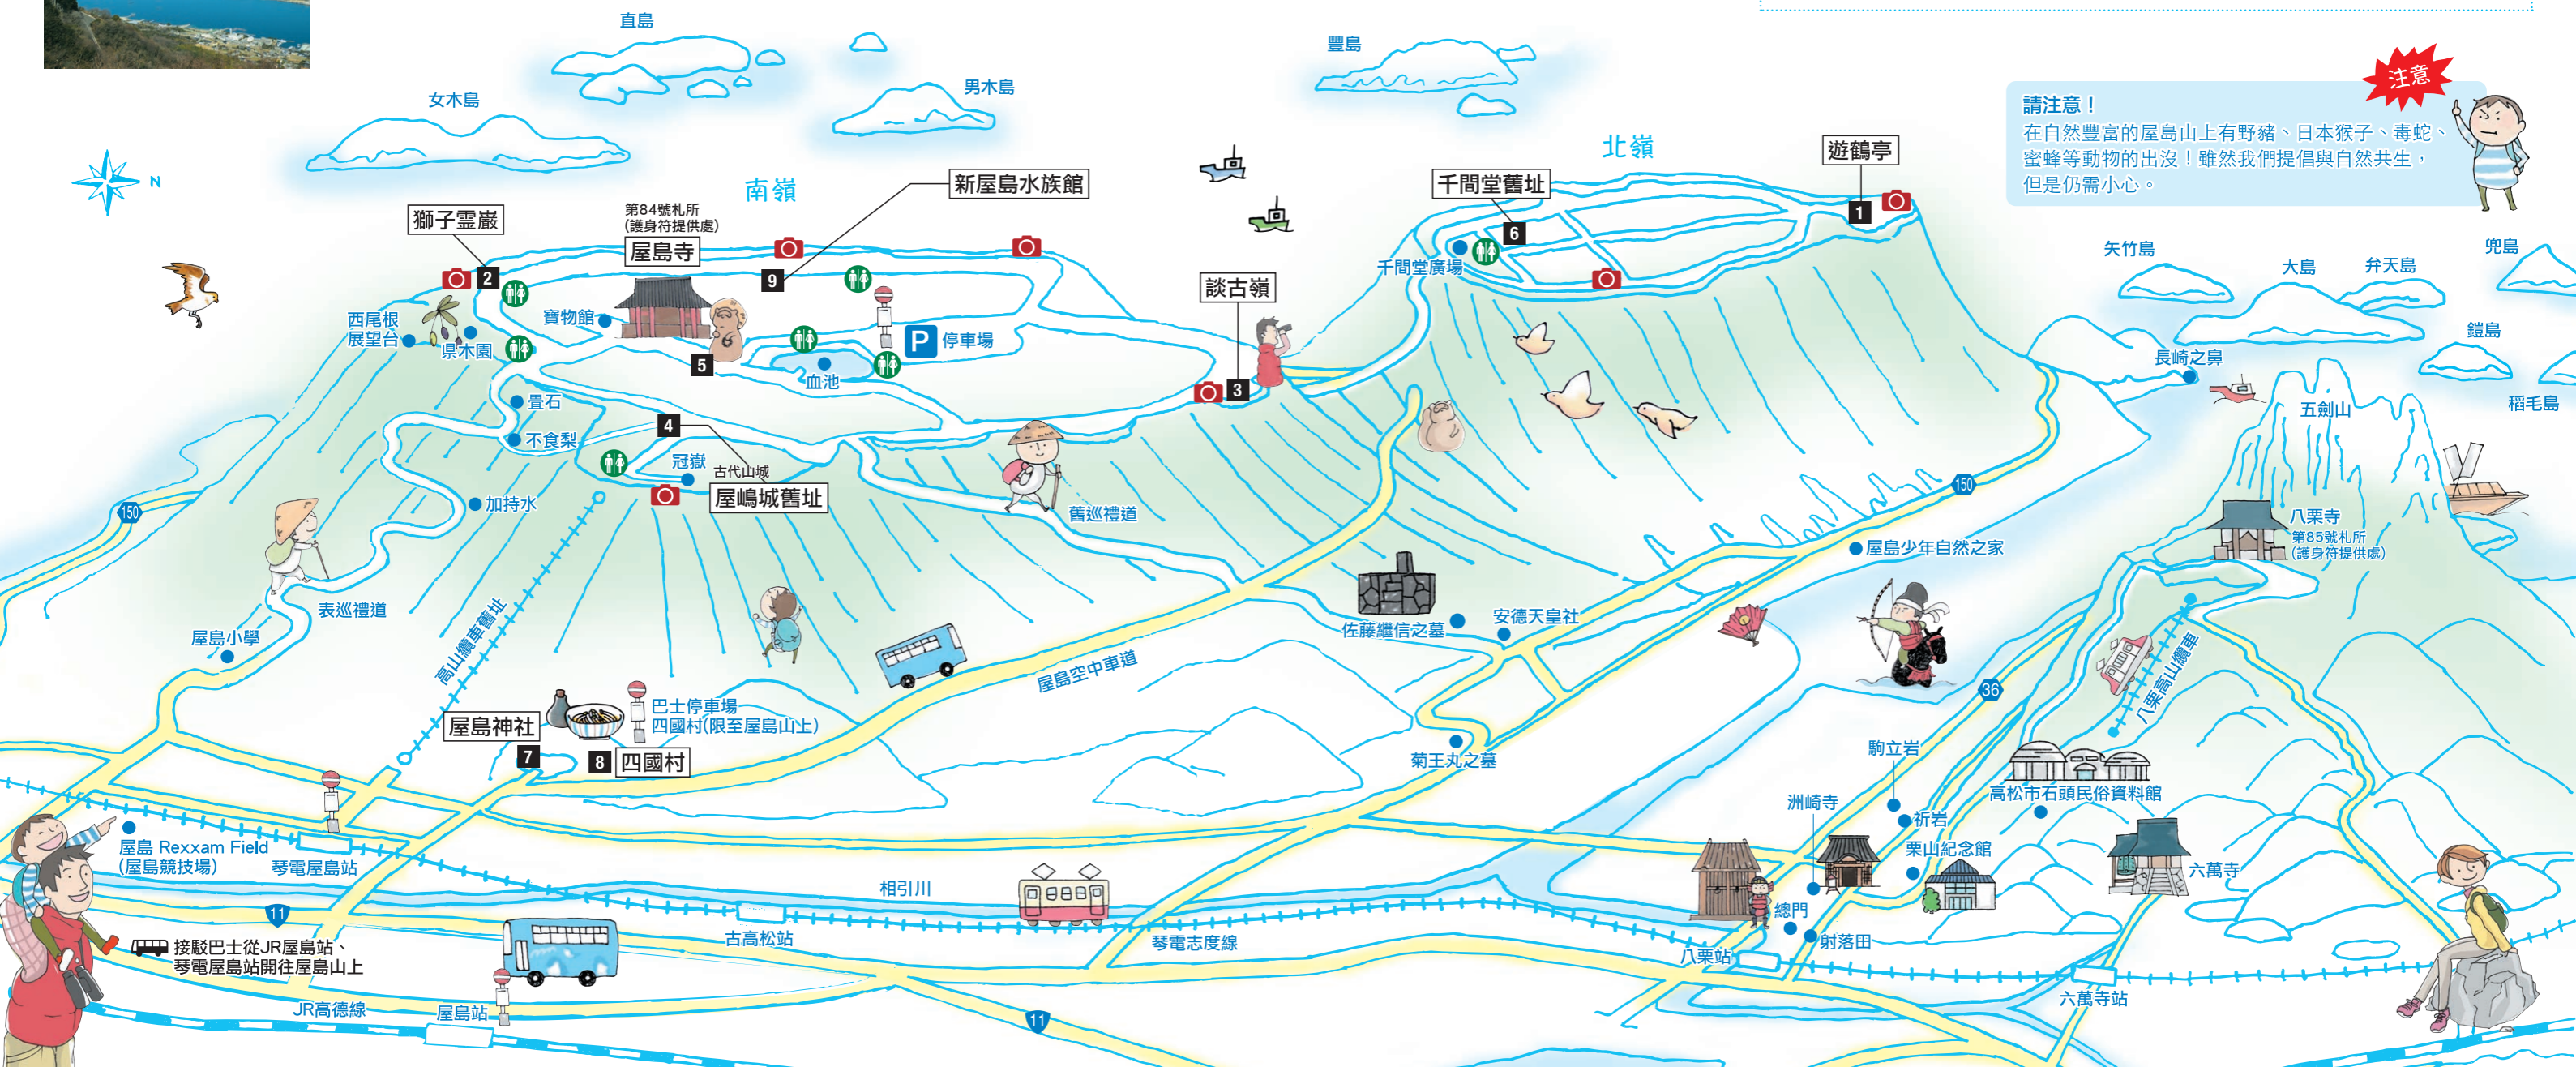 直島
豐島
女木島
男木島
N
注意
請注意！
在自然豐富的屋島山上有野豬、日本猴子、毒蛇、
蜜蜂等動物的出沒！雖然我們提倡與自然共生，
但是仍需小心。
南嶺
北嶺
新屋島水族館
9
千間堂舊址
6
千間堂廣場
遊鶴亭
1
獅子霊巌
2
第84號札所
(護身符提供處)
屋島寺
5
寶物館
西尾根
展望台
県木園
P
停車場
血池
談古嶺
3
矢竹島
大島
弁天島
兜島
鎧島
稻毛島
長崎之鼻
五劍山
畳石
不食梨
4
冠嶽
古代山城
屋嶋城舊址
加持水
150
表巡禮道
舊巡禮道
150
屋島少年自然之家
八栗寺
第85號札所
(護身符提供處)
屋島小學
高山纜車舊址
佐藤繼信之墓
安德天皇社
屋島空中車道
36
八栗高山纜車
屋島神社
7
巴士停車場
四國村(限至屋島山上)
8
四國村
菊王丸之墓
駒立岩
高松市石頭民俗資料館
洲崎寺
祈岩
栗山紀念館
六萬寺
屋島 Rexxam Field
(屋島競技場)
琴電屋島站
相引川
11
古高松站
琴電志度線
總門
射落田
八栗站
六萬寺站
接駁巴士從JR屋島站、
琴電屋島站開往屋島山上
JR高德線
屋島站
11